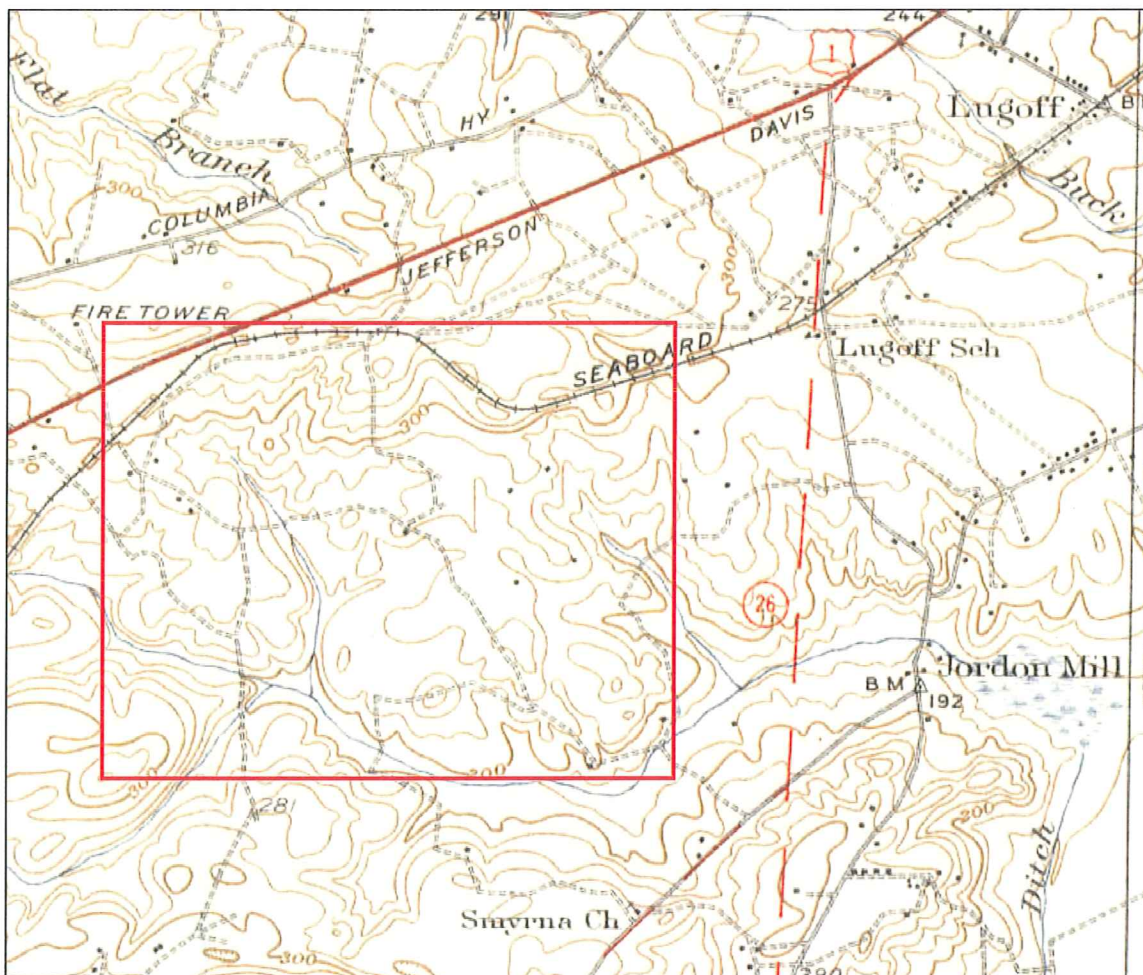 291
244
1
Flat
Branch
HY
DAVIS
Lugoff
B
Buck
300
COLUMBIA
316
JEFFERSON
300
FIRE TOWER
275
SEABOARD
Lugoff Sch
300
26
Jordon Mill
BM
192
300
200
281
200
Ditch
Smyrna Ch
300
290